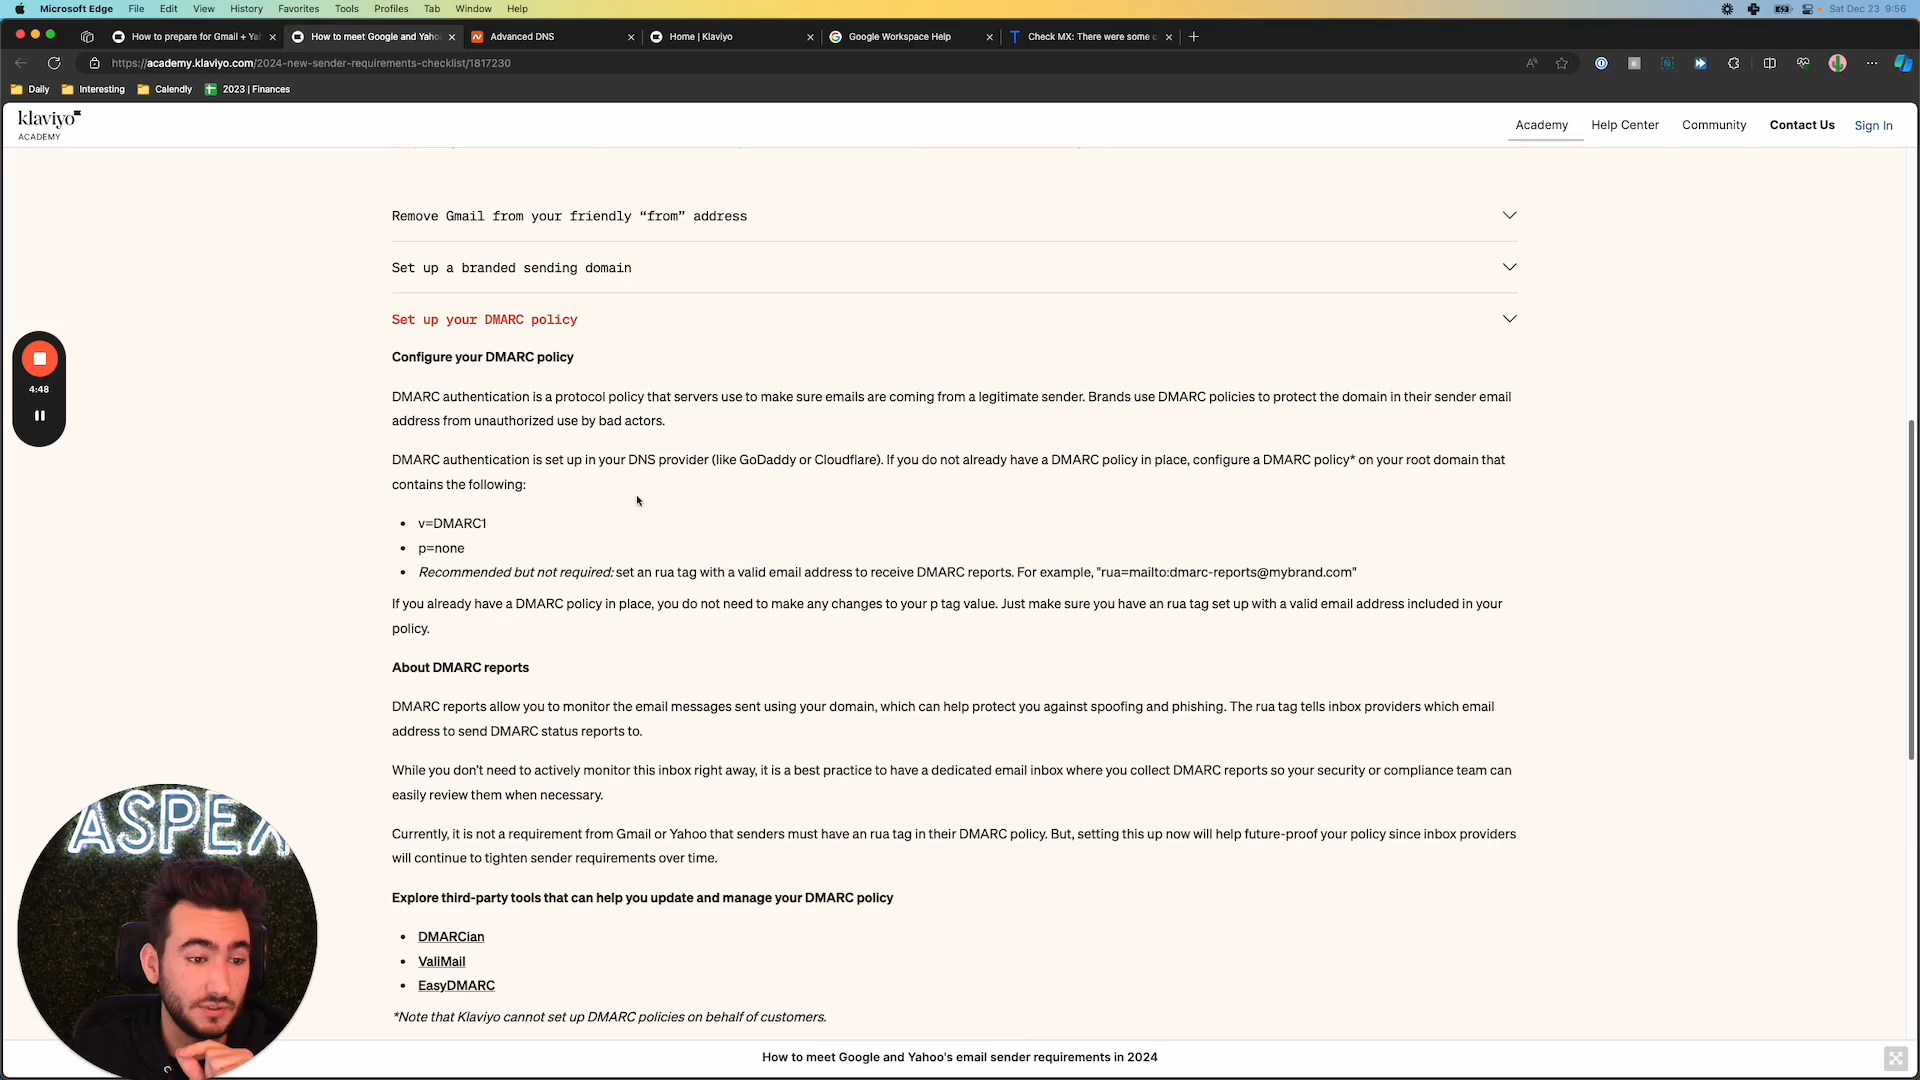 Microsoft Edge File Edit View History Favorites Tools Profiles Tab Window Help Sat Dec 23 9:56
How to prepare for Gmail + Ya
How to meet Google and Yaho
Advanced DNS
Home | Klaviyo
Google Workspace Help
Check MX: There were some c
https://academy.klaviyo.com/2024-new-sender-requirements-checklist/1817230
Daily Interesting Calendly 2023 | Finances
klaviyo
ACADEMY
Academy Help Center Community Contact Us Sign In
Remove Gmail from your friendly “from” address
Set up a branded sending domain
Set up your DMARC policy
Configure your DMARC policy
DMARC authentication is a protocol policy that servers use to make sure emails are coming from a legitimate sender. Brands use DMARC policies to protect the domain in their sender email
address from unauthorized use by bad actors.
DMARC authentication is set up in your DNS provider (like GoDaddy or Cloudflare). If you do not already have a DMARC policy in place, configure a DMARC policy* on your root domain that
contains the following:
• v=DMARC1
• p=none
• Recommended but not required: set an rua tag with a valid email address to receive DMARC reports. For example, "rua=mailto:dmarc-reports@mybrand.com"
If you already have a DMARC policy in place, you do not need to make any changes to your p tag value. Just make sure you have an rua tag set up with a valid email address included in your
policy.
About DMARC reports
DMARC reports allow you to monitor the email messages sent using your domain, which can help protect you against spoofing and phishing. The rua tag tells inbox providers which email
address to send DMARC status reports to.
While you don't need to actively monitor this inbox right away, it is a best practice to have a dedicated email inbox where you collect DMARC reports so your security or compliance team can
easily review them when necessary.
Currently, it is not a requirement from Gmail or Yahoo that senders must have an rua tag in their DMARC policy. But, setting this up now will help future-proof your policy since inbox providers
will continue to tighten sender requirements over time.
Explore third-party tools that can help you update and manage your DMARC policy
• DMARCian
• ValiMail
• EasyDMARC
*Note that Klaviyo cannot set up DMARC policies on behalf of customers.
How to meet Google and Yahoo's email sender requirements in 2024
4:48
ASPEX